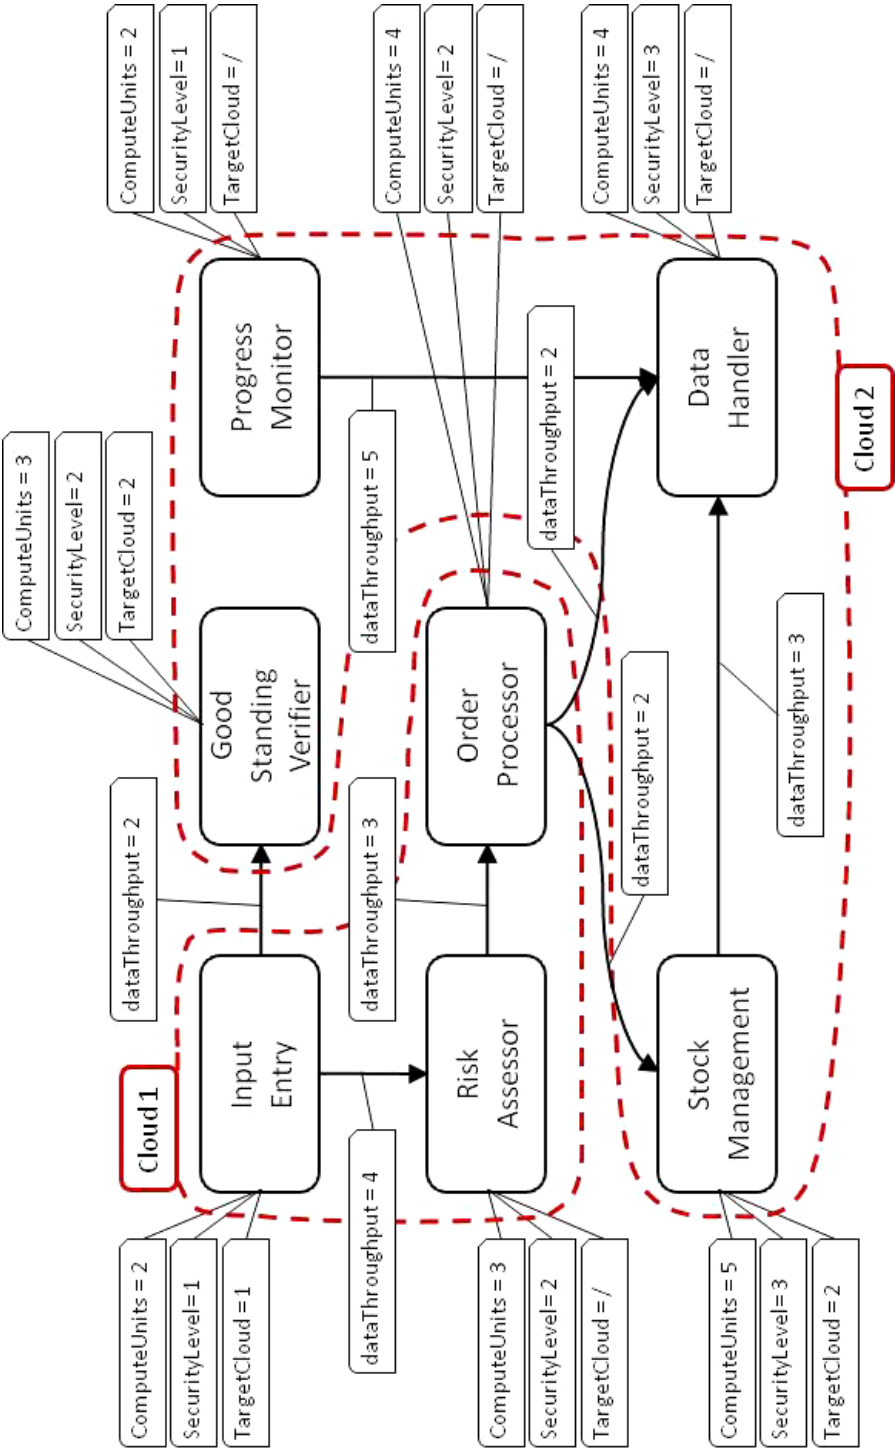 ComputeUnits = 3
SecurityLevel= 2
TargetCloud = 2
ComputeUnits = 2
SecurityLevel= 1
TargetCloud = 1
Cloud 1
dataThroughput = 2
ComputeUnits = 2
SecurityLevel= 1
TargetCloud = /
Input
Entry
Good
Standing
Verifier
Progress
Monitor
dataThroughput = 4
dataThroughput = 3
dataThroughput = 5
ComputeUnits = 4
SecurityLevel= 2
TargetCloud = /
ComputeUnits = 3
SecurityLevel= 2
TargetCloud = /
Risk
Assessor
Order
Processor
dataThroughput = 2
dataThroughput = 2
ComputeUnits = 4
SecurityLevel= 3
TargetCloud = /
ComputeUnits = 5
SecurityLevel= 3
TargetCloud = 2
Stock
Management
Data
Handler
dataThroughput = 3
Cloud 2